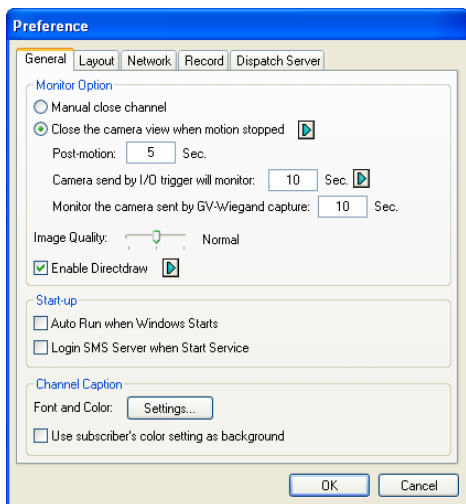 Preference
General Layout Network Record Dispatch Server
Monitor Option
Manual close channel
Close the camera view when motion stopped
Post-motion: 5 Sec.
Camera send by I/O trigger will monitor: 10 Sec.
Monitor the camera sent by GV-Wiegand capture: 10 Sec.
Image Quality: Normal
Enable Directdraw
Start-up
Auto Run when Windows Starts
Login SMS Server when Start Service
Channel Caption
Font and Color: Settings...
Use subscriber's color setting as background
OK Cancel